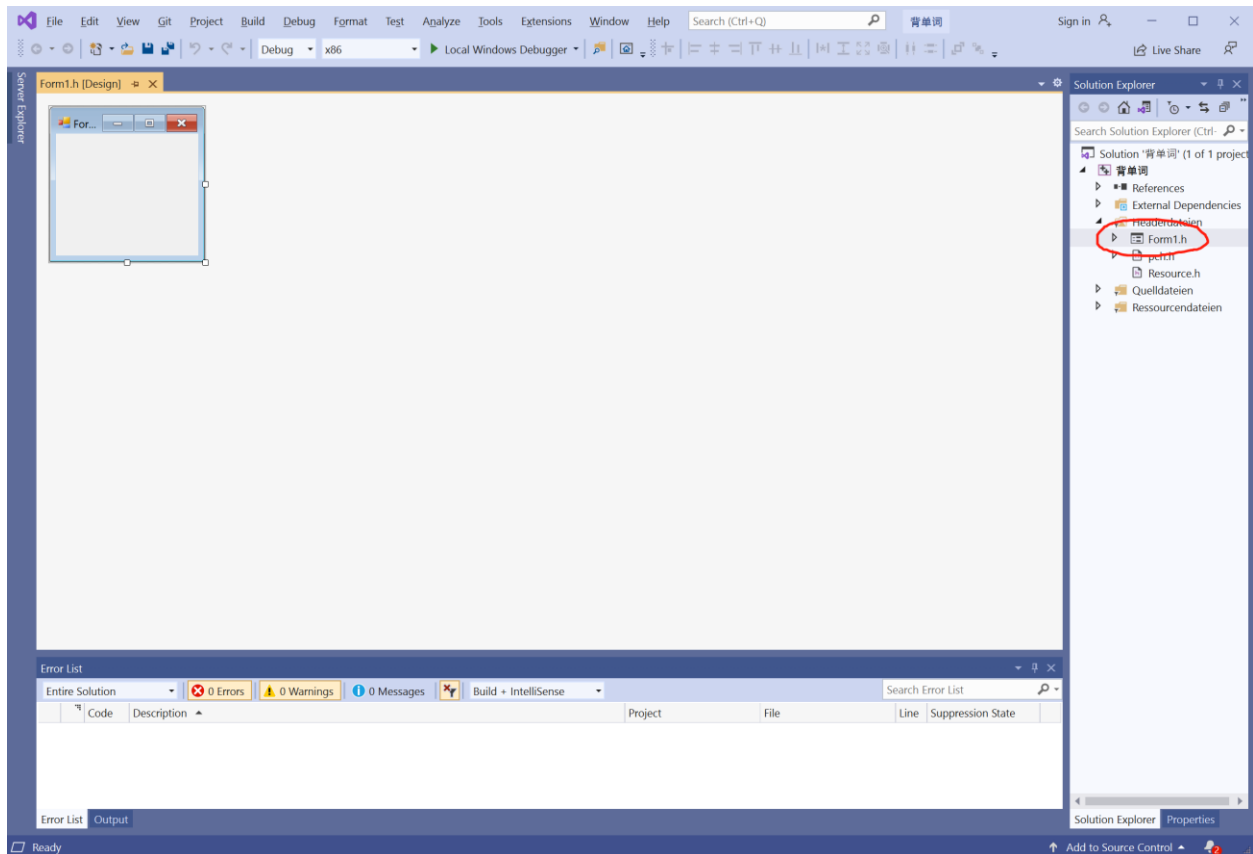 File Edit View Git Project Build Debug Format Test Analyze Tools Extensions Window Help Search (Ctrl+Q) 背单词 Sign in
Debug x86 Local Windows Debugger Live Share
Server Explorer
Form1.h [Design]
For...
Solution Explorer
Search Solution Explorer (Ctrl-
Solution '背单词' (1 of 1 project
背单词
References
External Dependencies
Headerdateien
Form1.h
pch.h
Resource.h
Quelldateien
Ressourcendateien
Error List
Entire Solution 0 Errors 0 Warnings 0 Messages Build + IntelliSense Search Error List
Code Description Project File Line Suppression State
Error List Output
Solution Explorer Properties
Ready Add to Source Control 2